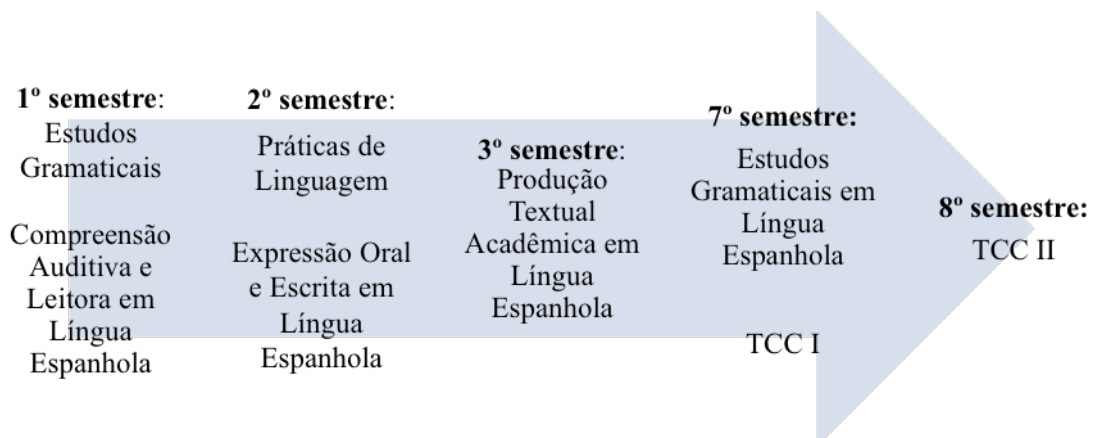 1º semestre:
Estudos
Gramaticais
Compreensão
Auditiva e
Leitora em
Língua
Espanhola
2º semestre:
Práticas de
Linguagem
Expressão Oral
e Escrita em
Língua
Espanhola
3º semestre:
Produção
Textual
Acadêmica em
Língua
Espanhola
7º semestre:
Estudos
Gramaticais em
Língua
Espanhola
TCC I
8º semestre:
TCC II